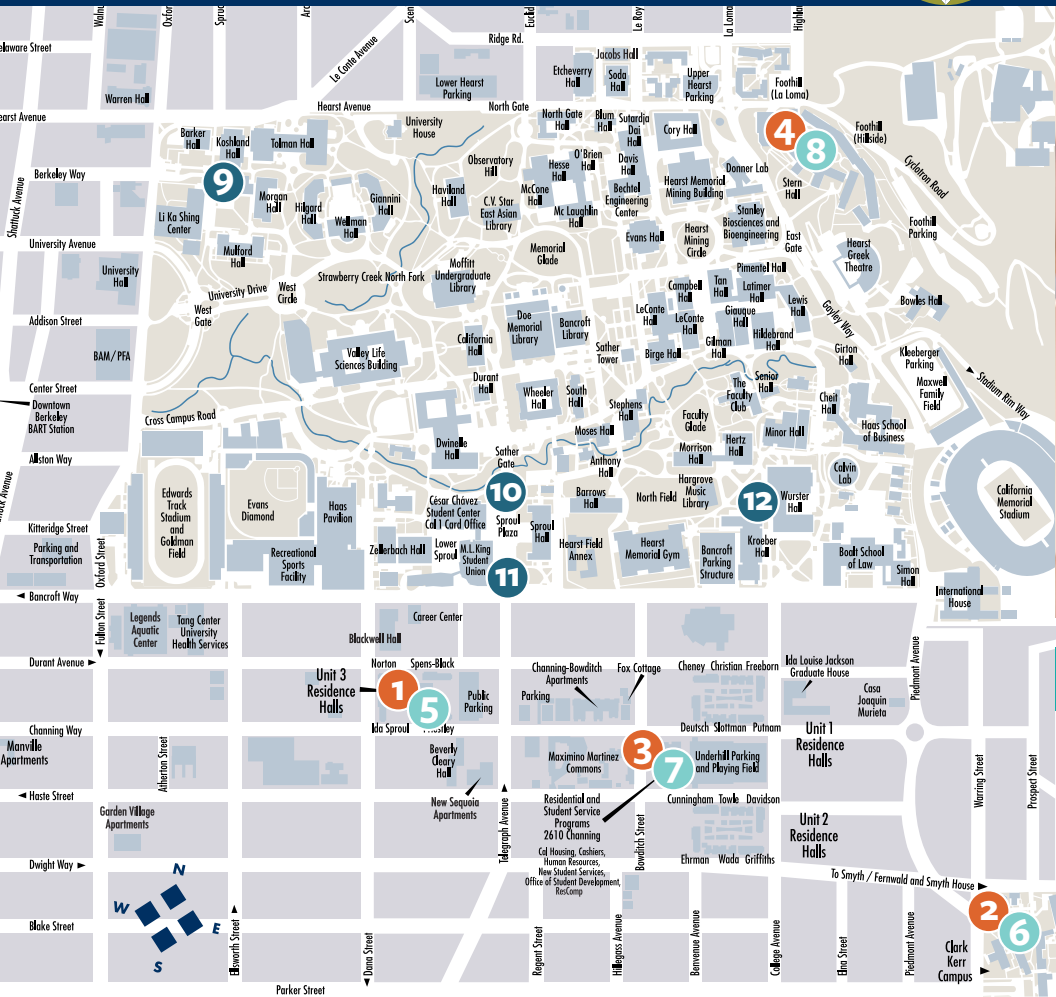 Oxfor
Spruc
Scen
Euclid
Le Roy
La Loma
Highlan
elaware Street
Ridge Rd.
Le Conte Avenue
Jacobs Hall
Etcheverry
Hall
Soda
Hall
Upper
Hearst
Parking
Foothill
(La Loma)
Lower Hearst
Parking
Warren Hall
Hearst Avenue
North Gate
earst Avenue
University
House
North Gate
Hall
Blum
Hall
Sutardja
Dai
Hall
Cory Hall
4
8
Foothill
(Hillside)
Cyclotron Road
Barker
Hall
Koshland
Hall
Tolman Hall
Observatory
Hill
Hesse
Hall
O'Brien
Hall
Davis
Hall
Donner Lab
Berkeley Way
9
Morgan
Hall
Hilgard
Hall
Wellman
Hall
Giannini
Hall
Haviland
Hall
C.V. Star
East Asian
Library
McCone
Hall
Mc Laughlin
Hall
Bechtel
Engineering
Center
Hearst Memorial
Mining Building
Stern
Hall
Shattuck Avenue
Li Ka Shing
Center
Stanley
Biosciences and
Bioengineering
East
Gate
Foothill
Parking
University Avenue
Mulford
Hall
Memorial
Glade
Evans Hall
Hearst
Mining
Circle
Hearst
Greek
Theatre
University
Hall
Strawberry Creek North Fork
Moffitt
Undergraduate
Library
Pimentel Hall
University Drive
West
Circle
Campbell
Hall
Tan
Hall
Latimer
Hall
Lewis
Hall
Bowles Hall
West
Gate
Addison Street
Doe
Memorial
Library
Bancroft
Library
LeConte
Hall
LeConte
Hall
Giauque
Hall
Hildebrand
Hall
Gayley Way
BAM/PFA
Valley Life
Sciences Building
California
Hall
Sather
Tower
Birge Hall
Gilman
Hall
Girton
Hall
Kleeberger
Parking
Center Street
Durant
Hall
Wheeler
Hall
South
Hall
The
Faculty
Club
Senior
Hall
Maxwell
Family
Field
Stadium Rim Way
Downtown
Berkeley
BART Station
Cross Campus Road
Stephens
Hall
Faculty
Glade
Cheit
Hall
Haas School
of Business
Allston Way
Dwinelle
Hall
Moses Hall
Morrison
Hall
Hertz
Hall
Minor Hall
Sather
Gate
Anthony
Hall
Calvin
Lab
Edwards
Track
Stadium
and
Goldman
Field
Evans
Diamond
Haas
Pavilion
César Chávez
Student Center
Cal 1 Card Office
10
Sproul
Plaza
Barrows
Hall
North Field
Hargrove
Music
Library
12
Wurster
Hall
California
Memorial
Stadium
Kitteridge Street
Parking and
Transportation
Oxford Street
Recreational
Sports
Facility
Zellerbach Hall
Lower
Sproul
M.L. King
Student
Union
Sproul
Hall
Hearst Field
Annex
Hearst
Memorial Gym
Bancroft
Parking
Structure
Kroeber
Hall
Boalt School
of Law
Simon
Hall
11
International
House
Bancroft Way
Fulton Street
Legends
Aquatic
Center
Tang Center
University
Health Services
Career Center
Blackwell Hall
Durant Avenue
Norton
Spens-Black
Unit 3
Residence
Halls
1
5
Public
Parking
Parking
Channing-Bowditch
Apartments
Fox Cottage
Cheney Christian Freeborn
Ida Louise Jackson
Graduate House
Casa
Joaquin
Murieta
Piedmont Avenue
Channing Way
Ida Sproul
Deutsch Slottman Putnam
Manville
Apartments
Atherton Street
Beverly
Cleary
Hall
Maximino Martinez
Commons
3
7
Underhill Parking
and Playing Field
Unit 1
Residence
Halls
Warring Street
Prospect Street
Haste Street
New Sequoia
Apartments
Telegraph Avenue
Residential and
Student Service
Programs
2610 Channing
Cunningham Towle Davidson
Garden Village
Apartments
Cal Housing, Cashiers,
Human Resources,
New Student Services,
Office of Student Development,
ResComp
Bowditch Street
Unit 2
Residence
Halls
Dwight Way
Ehrman Wada Griffiths
To Smyth / Fernwald and Smyth House
N
W
E
S
2
6
Blake Street
Ellsworth Street
Dana Street
Regent Street
Hillegass Avenue
Benvenue Avenue
College Avenue
Etna Street
Piedmont Avenue
Clark
Kerr
Campus
Parker Street